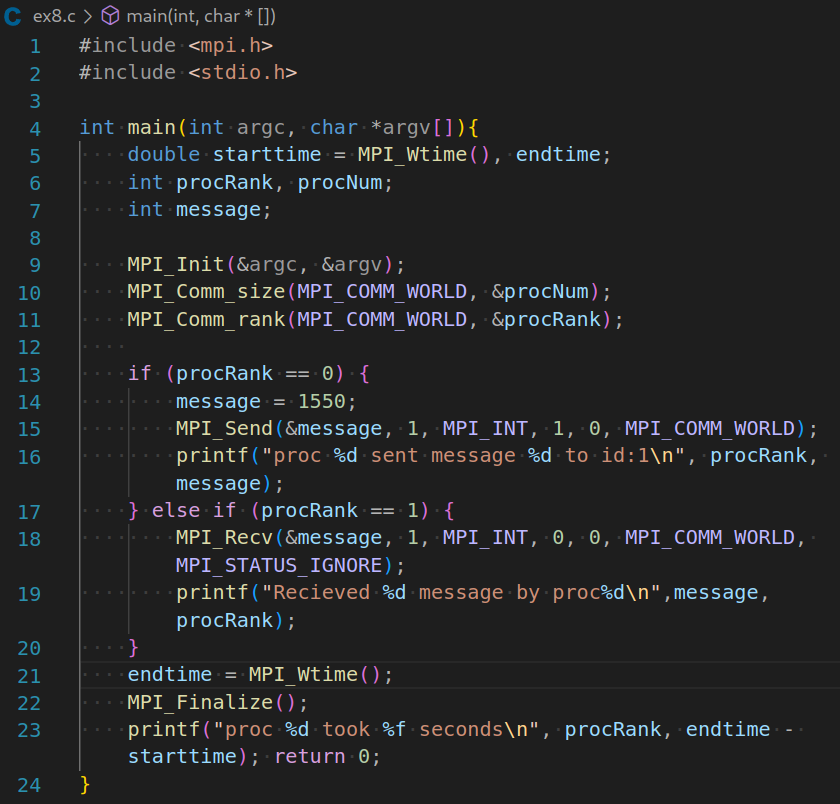 C ex8.c > main(int, char * [])
1 #include <mpi.h>
2 #include <stdio.h>
3
4 int main(int argc, char *argv[]){
5 double starttime = MPI_Wtime(), endtime;
6 int procRank, procNum;
7 int message;
8
9 MPI_Init(&argc, &argv);
10 MPI_Comm_size(MPI_COMM_WORLD, &procNum);
11 MPI_Comm_rank(MPI_COMM_WORLD, &procRank);
12
13 if (procRank == 0) {
14 message = 1550;
15 MPI_Send(&message, 1, MPI_INT, 1, 0, MPI_COMM_WORLD);
16 printf("proc %d sent message %d to id:1\n", procRank,
message);
17 } else if (procRank == 1) {
18 MPI_Recv(&message, 1, MPI_INT, 0, 0, MPI_COMM_WORLD,
MPI_STATUS_IGNORE);
19 printf("Recieved %d message by proc%d\n",message,
procRank);
20 }
21 endtime = MPI_Wtime();
22 MPI_Finalize();
23 printf("proc %d took %f seconds\n", procRank, endtime -
starttime); return 0;
24 }